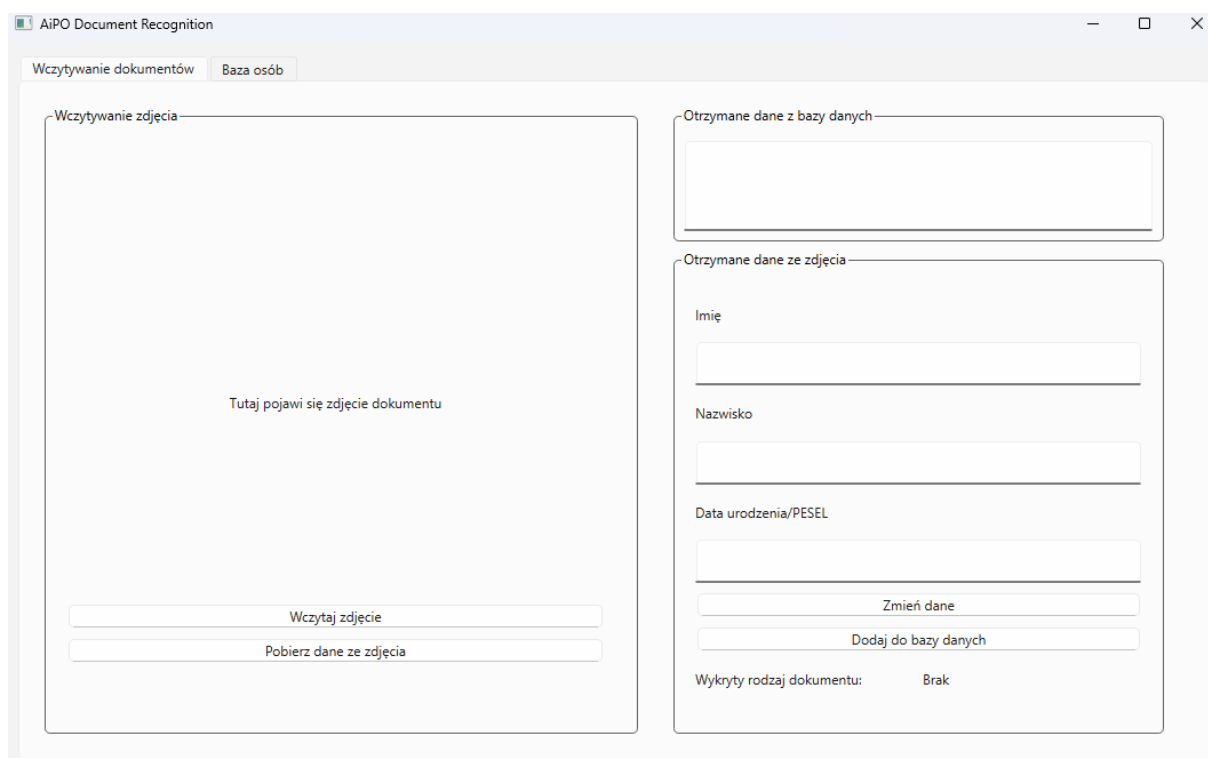 AiPO Document Recognition
Wczytywanie dokumentów
Baza osób
Wczytywanie zdjęcia
Tutaj pojawi się zdjęcie dokumentu
Wczytaj zdjęcie
Pobierz dane ze zdjęcia
Otrzymane dane z bazy danych
Otrzymane dane ze zdjęcia
Imię
Nazwisko
Data urodzenia/PESEL
Zmień dane
Dodaj do bazy danych
Wykryty rodzaj dokumentu: Brak